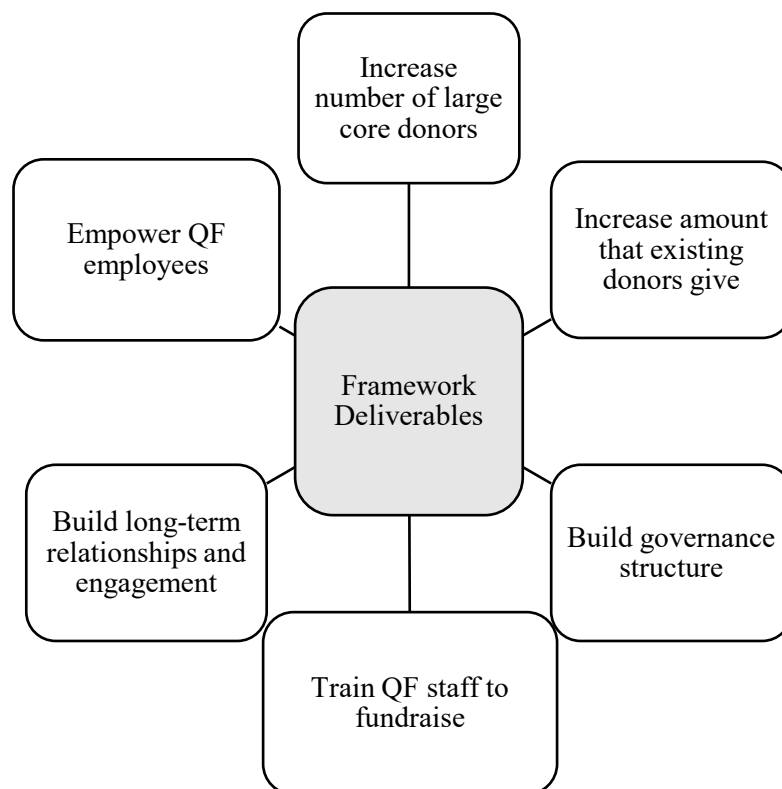 Increase
number of large
core donors
Empower QF
employees
Increase amount
that existing
donors give
Framework
Deliverables
Build long-term
relationships and
engagement
Build governance
structure
Train QF staff to
fundraise